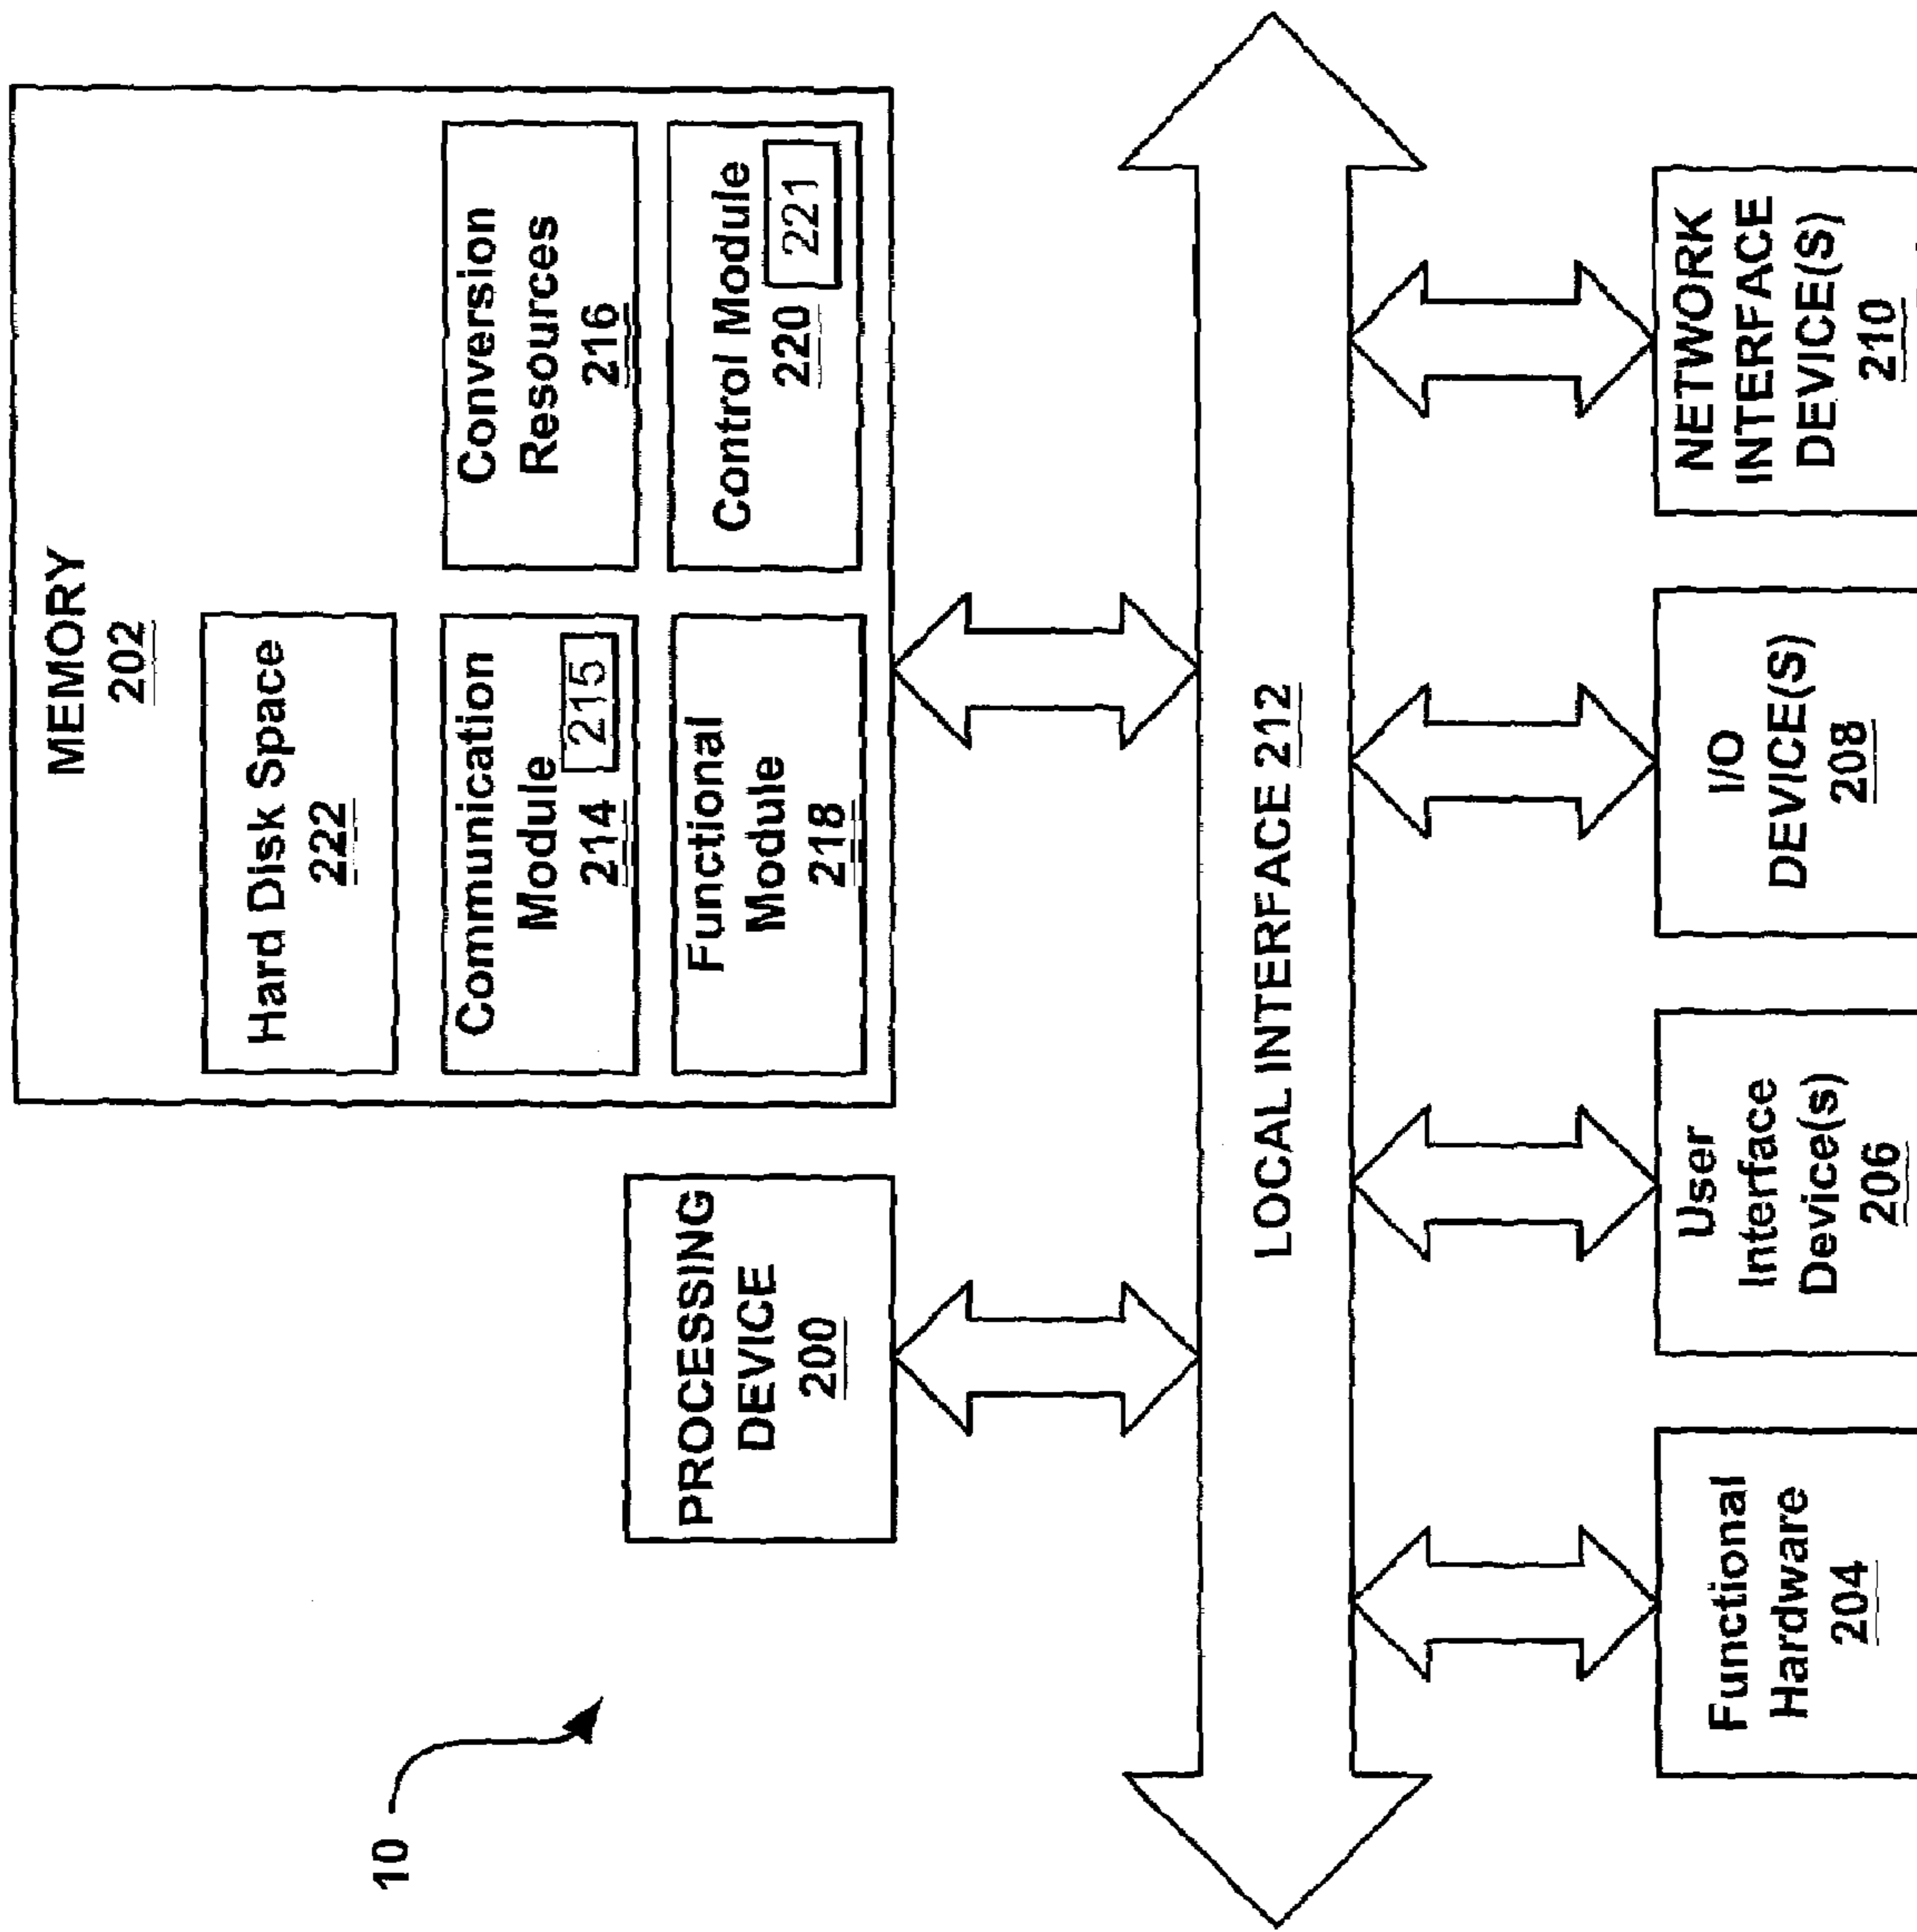 10
MEMORY
202
Hard Disk Space
222
Communication
Module
214
215
Conversion
Resources
216
Functional
Module
218
Control Module
220
221
PROCESSING
DEVICE
200
LOCAL INTERFACE 212
Functional
Hardware
204
User
Interface
Device(s)
206
I/O
DEVICE(S)
208
NETWORK
INTERFACE
DEVICE(S)
210